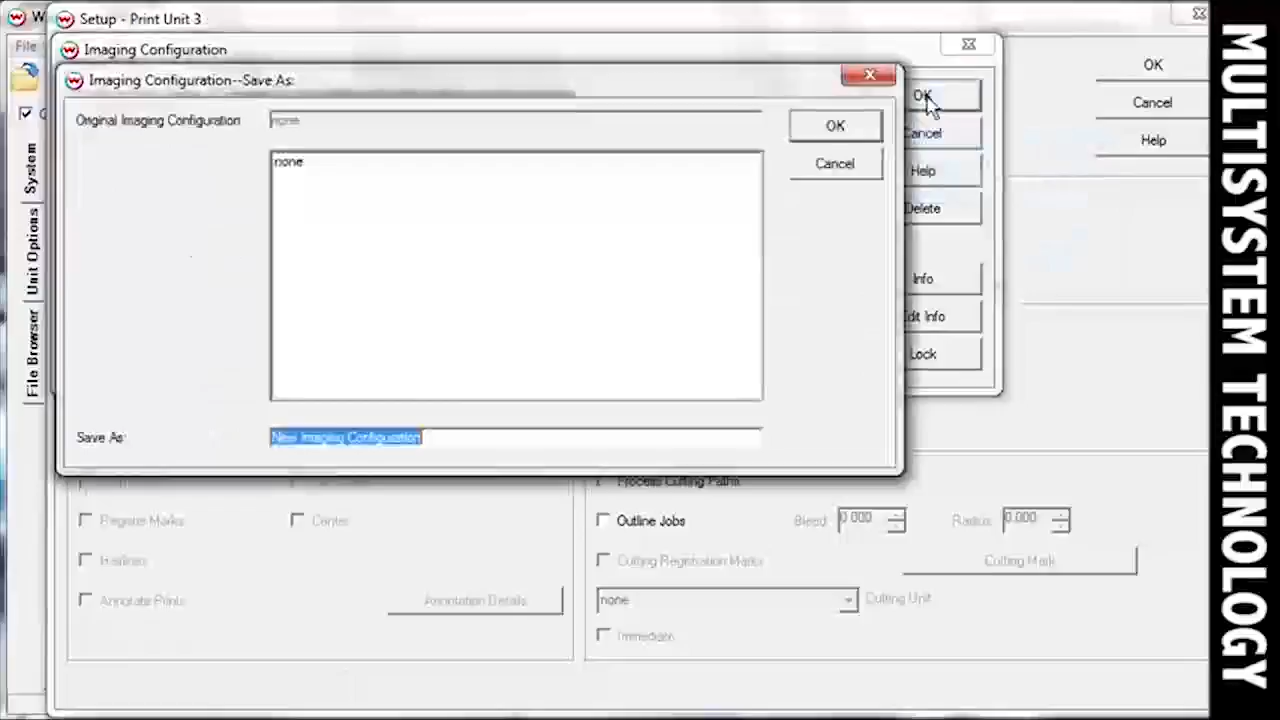 W
Setup - Print Unit 3
File
Imaging Configuration
Imaging Configuration--Save As:
Original Imaging Configuration
none
none
OK
Cancel
Save As:
New Imaging Configuration
OK
Cancel
Help
Delete
Info
Edit Info
Lock
OK
Cancel
Help
System
Unit Options
File Browser
Registe Marks
Center
Hairlines
Annotate Prints
Annotation Details
Process Cutting Paths
Outline Jobs
Bleed:
0.000
Radius:
0.000
Cutting Registration Marks
Cutting Mark
none
Cutting Unit
Immediate
MULTISYSTEM TECHNOLOGY